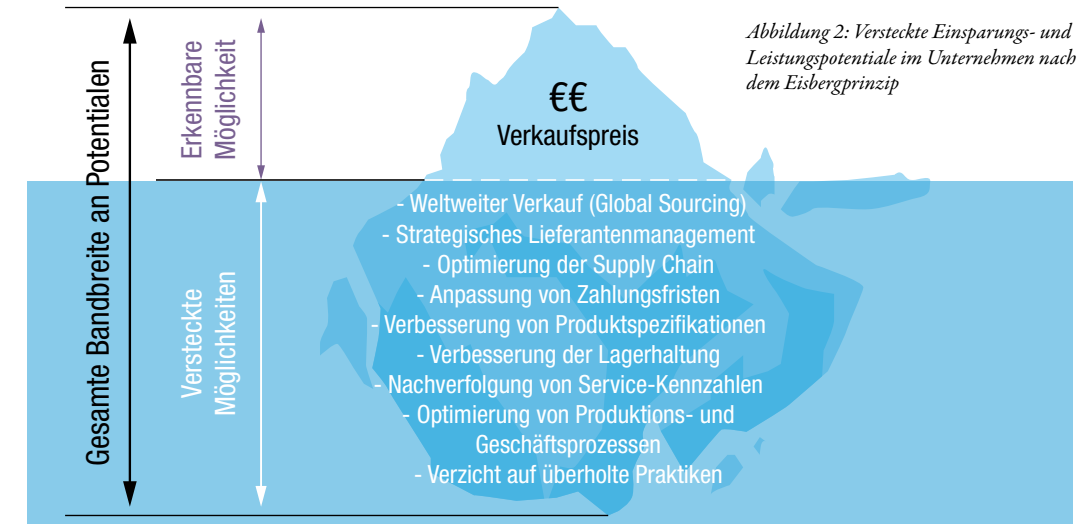 Abbildung 2: Versteckte Einsparungs- und
Leistungspotentiale im Unternehmen nach
dem Eisbergprinzip
Gesamte Bandbreite an Potentialen
Erkennbare
Möglichkeit
€€
Verkaufspreis
Versteckte
Möglichkeiten
- Weltweiter Verkauf (Global Sourcing)
- Strategisches Lieferantenmanagement
- Optimierung der Supply Chain
- Anpassung von Zahlungsfristen
- Verbesserung von Produktspezifikationen
- Verbesserung der Lagerhaltung
- Nachverfolgung von Service-Kennzahlen
- Optimierung von Produktions- und
Geschäftsprozessen
- Verzicht auf überholte Praktiken